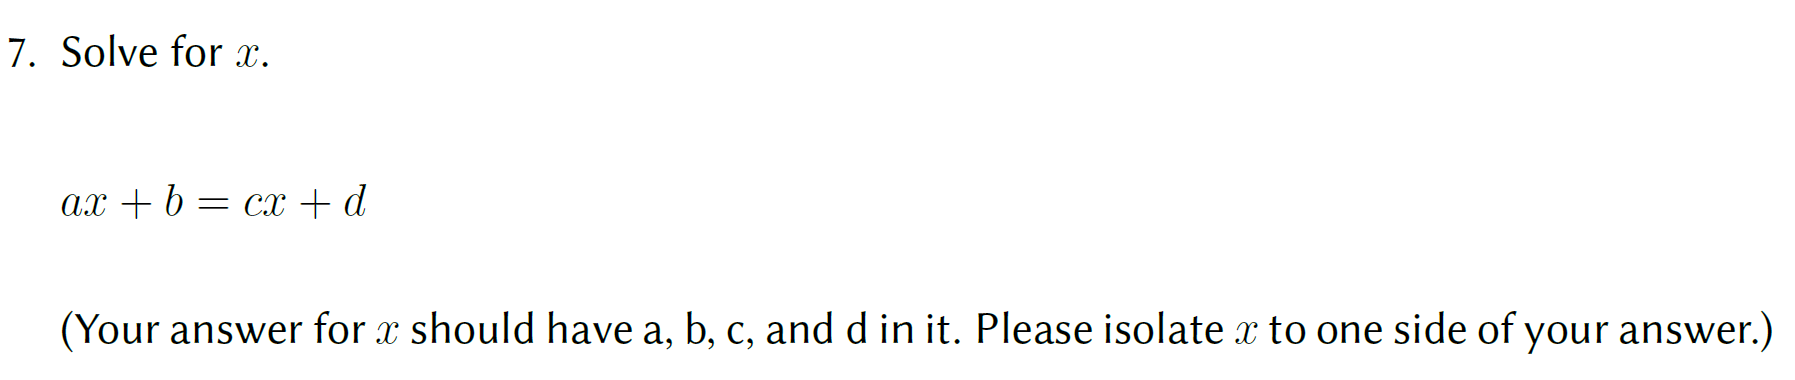 7. Solve for x.
ax + b = cx + d
(Your answer for x should have a, b, c, and d in it. Please isolate x to one side of your answer.)